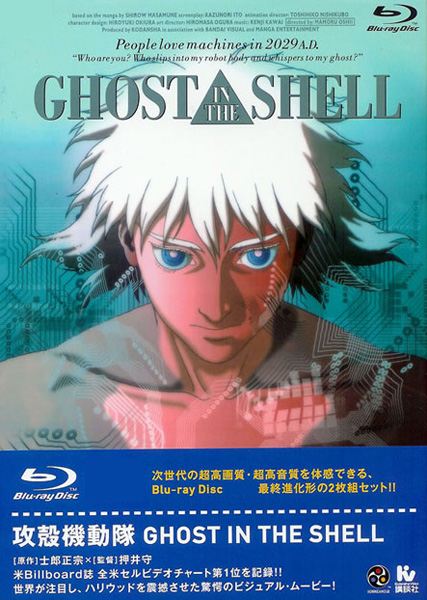 based on the manga by SHIROW MASAMUNE screenplay: KAZUNORI ITO animation director: TOSHIHIKO NISHIKUBO
character design: HIROYUKI OKIURA art director: HIROMASA OGURA music: KENJI KAWAI directed by: MAMORU OSHII
Produced by KODANSHA in association with BANDAI VISUAL and MANGA ENTERTAINMENT
Blu-ray Disc
People love machines in 2029 A.D.
"Who are you? Who slips into my robot body and whispers to my ghost?"
GHOST IN THE SHELL
Blu-ray Disc
次世代の超高画質・超高音質を体感できる、
Blu-ray Disc 最終進化形の2枚組セット!!
攻殻機動隊 GHOST IN THE SHELL
[原作]士郎正宗×[監督]押井守
米Billboard誌 全米セルビデオチャート第1位を記録!!
世界が注目し、ハリウッドを震撼させた驚愕のビジュアル・ムービー!
講談社